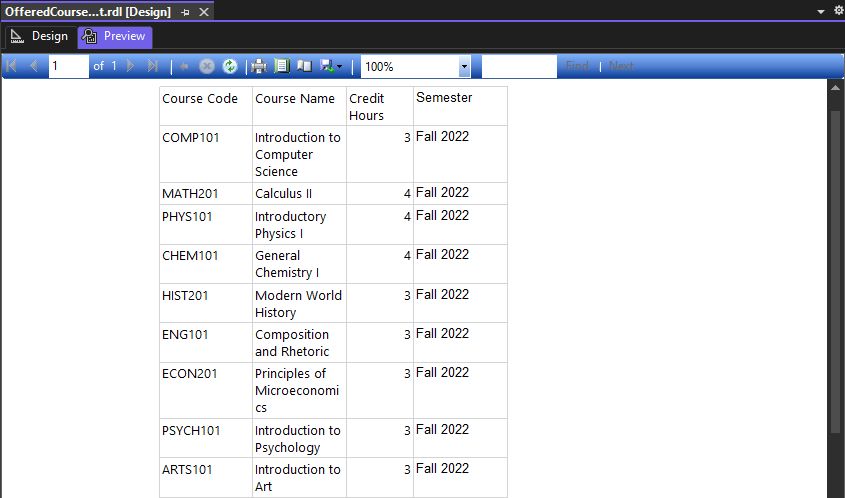 OfferedCourse...t.rdl [Design]
Design Preview
1 of 1 100% Find | Next
Course Code Course Name Credit Hours Semester
COMP101 Introduction to Computer Science 3 Fall 2022
MATH201 Calculus II 4 Fall 2022
PHYS101 Introductory Physics I 4 Fall 2022
CHEM101 General Chemistry I 4 Fall 2022
HIST201 Modern World History 3 Fall 2022
ENG101 Composition and Rhetoric 3 Fall 2022
ECON201 Principles of Microeconomics 3 Fall 2022
PSYCH101 Introduction to Psychology 3 Fall 2022
ARTS101 Introduction to Art 3 Fall 2022